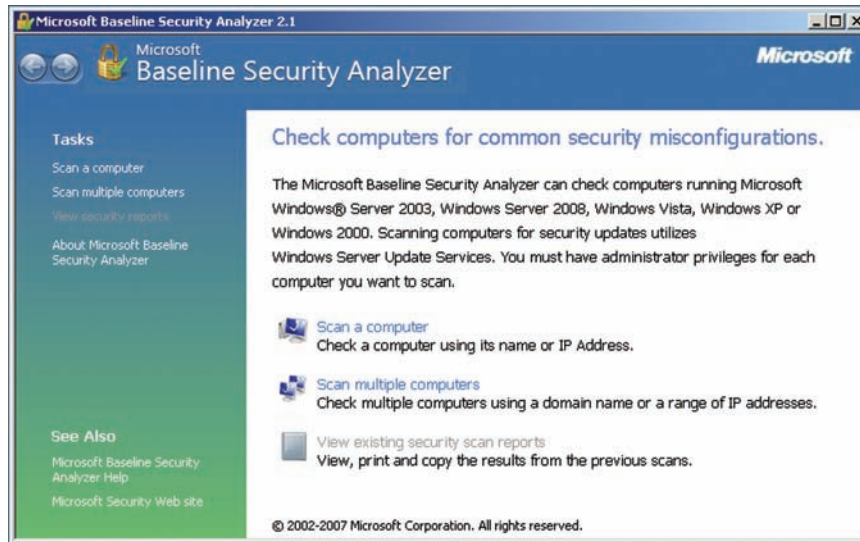 Microsoft Baseline Security Analyzer 2.1
Microsoft
Baseline Security Analyzer
Microsoft
Tasks
Scan a computer
Scan multiple computers
View security reports
About Microsoft Baseline
Security Analyzer
See Also
Microsoft Baseline Security
Analyzer Help
Microsoft Security Web site
Check computers for common security misconfigurations.
The Microsoft Baseline Security Analyzer can check computers running Microsoft
Windows® Server 2003, Windows Server 2008, Windows Vista, Windows XP or
Windows 2000. Scanning computers for security updates utilizes
Windows Server Update Services. You must have administrator privileges for each
computer you want to scan.
Scan a computer
Check a computer using its name or IP Address.
Scan multiple computers
Check multiple computers using a domain name or a range of IP addresses.
View existing security scan reports
View, print and copy the results from the previous scans.
© 2002-2007 Microsoft Corporation. All rights reserved.